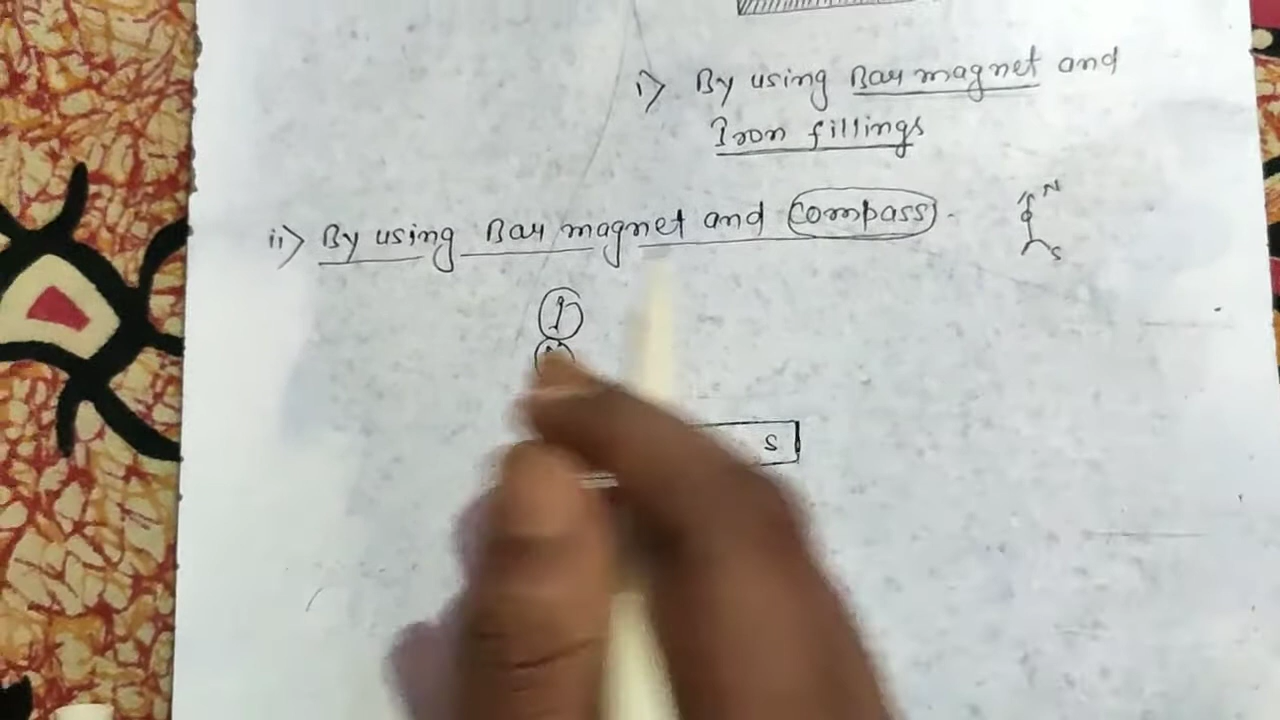 i) By using Bar magnet and
Iron fillings
ii) By using Bar magnet and compass.
N
S
S